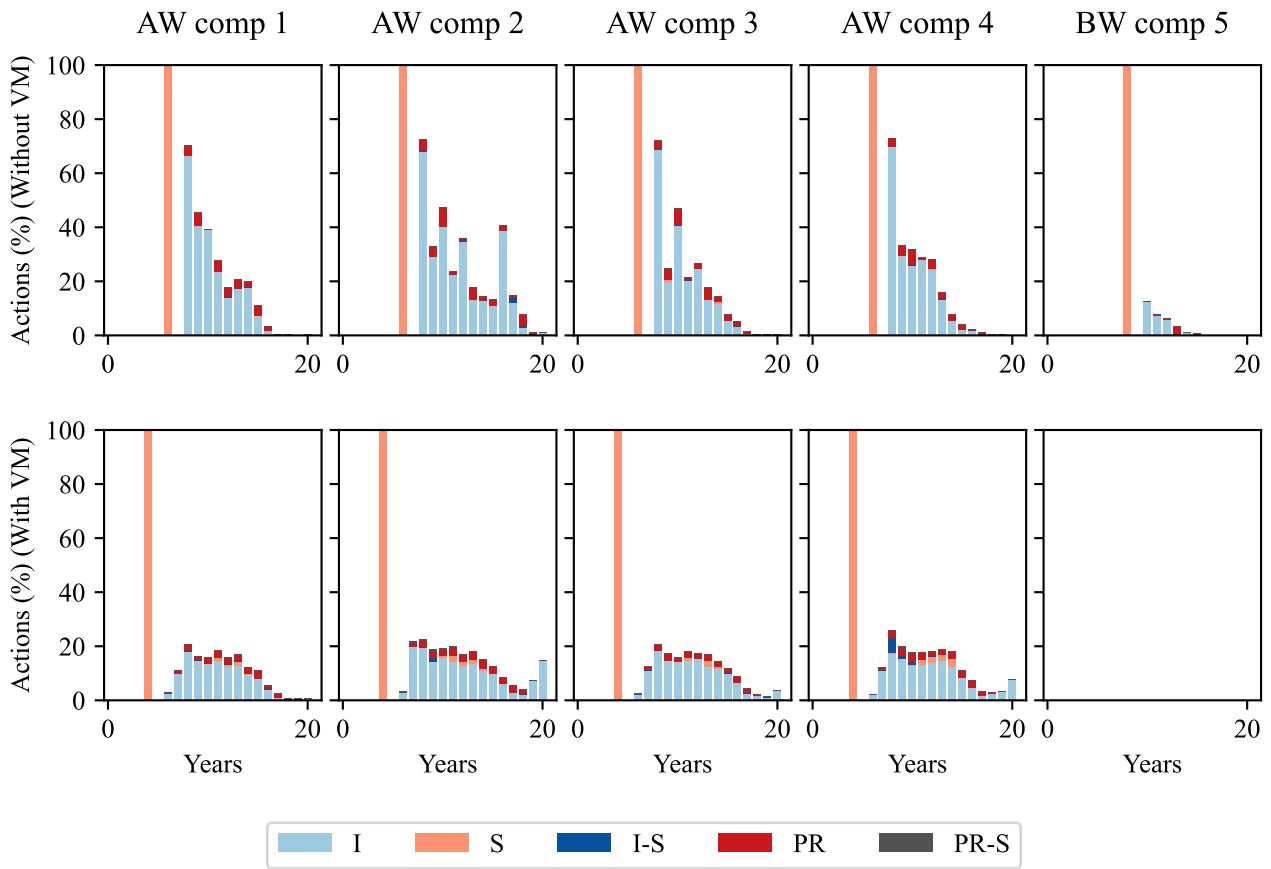 AW comp 1 AW comp 2 AW comp 3 AW comp 4 BW comp 5
Actions (%) (Without VM)
100
80
60
40
20
0
0 20 0 20 0 20 0 20 0 20
Actions (%) (With VM)
100
80
60
40
20
0
0 20 0 20 0 20 0 20 0 20
Years Years Years Years Years
I S I-S PR PR-S